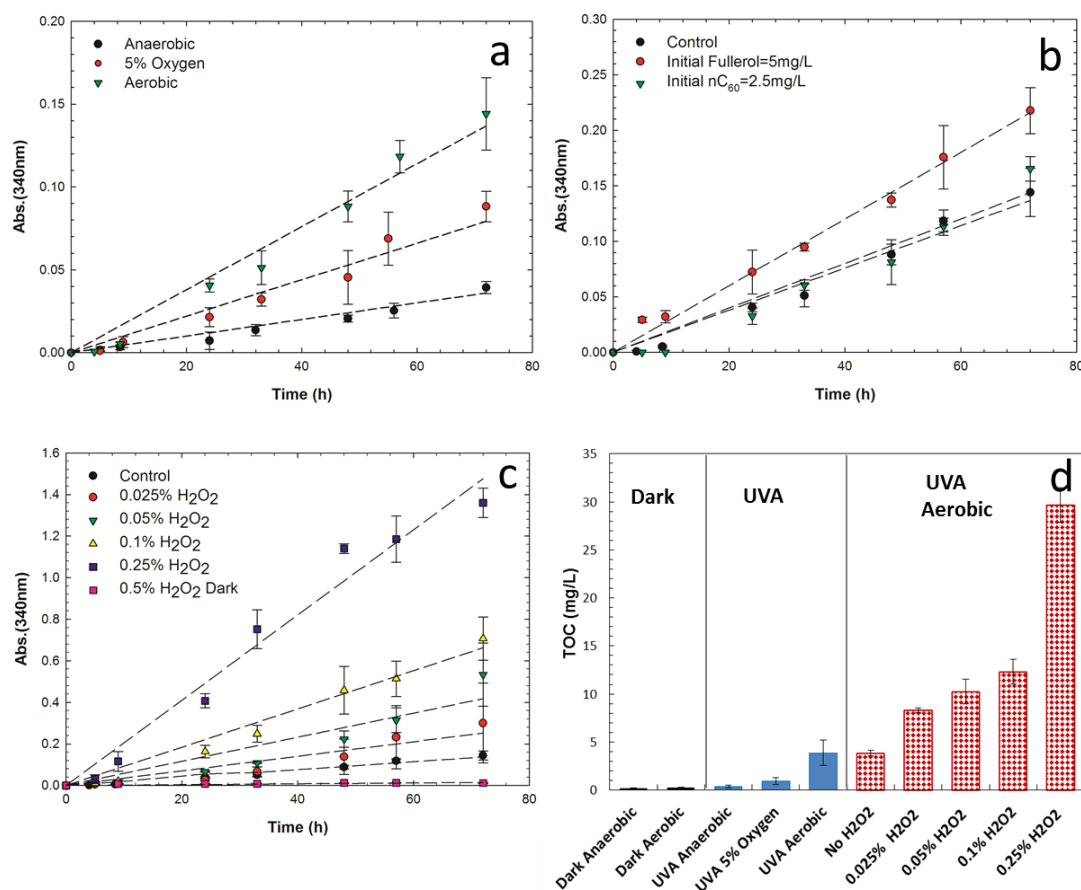 a
Anaerobic
5% Oxygen
Aerobic
Abs.(340nm)
0.20
0.15
0.10
0.05
0.00
0 20 40 60 80
Time (h)
b
Control
Initial Fullerol=5mg/L
Initial nC60=2.5mg/L
Abs.(340nm)
0.30
0.25
0.20
0.15
0.10
0.05
0.00
0 20 40 60 80
Time (h)
c
Control
0.025% H2O2
0.05% H2O2
0.1% H2O2
0.25% H2O2
0.5% H2O2 Dark
Abs.(340nm)
1.6
1.4
1.2
1.0
0.8
0.6
0.4
0.2
0.0
0 20 40 60 80
Time (h)
d
Dark
UVA
UVA
Aerobic
TOC (mg/L)
35
30
25
20
15
10
5
0
Dark Anaerobic
Dark Aerobic
UVA Anaerobic
UVA 5% Oxygen
UVA Aerobic
No H2O2
0.025% H2O2
0.05% H2O2
0.1% H2O2
0.25% H2O2